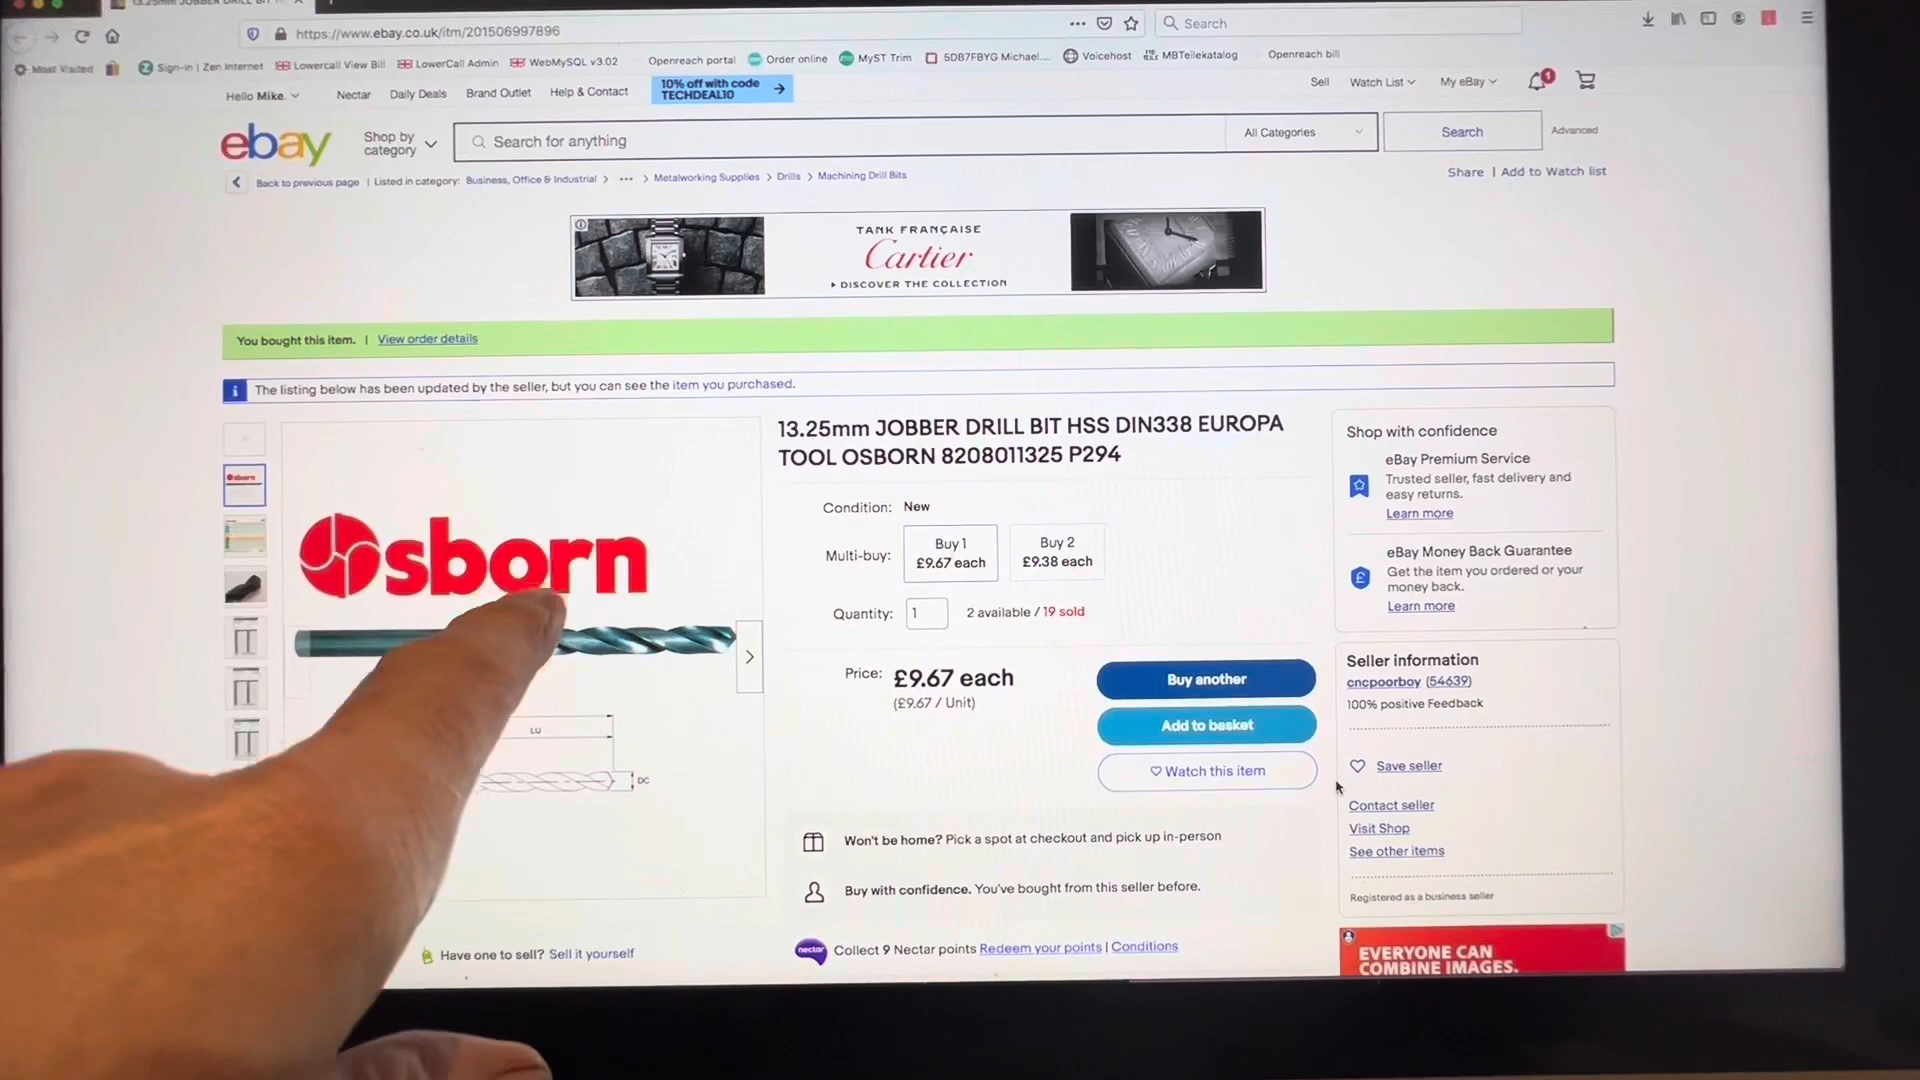 https://www.ebay.co.uk/itm/201506997896
Search
Most Visited
Sign-in | Zen Internet
Lowercall View Bill
LowerCall Admin
WebMySQL v3.02
Openreach portal
Order online
MyST Trim
5DB7FBYG Michael...
Voicehost
MBTeilekatalog
Openreach bill
Hello Mike.
Nectar
Daily Deals
Brand Outlet
Help & Contact
10% off with code
TECHDEAL10
Sell
Watch List
My eBay
1
ebay
Shop by
category
Search for anything
All Categories
Search
Advanced
Back to previous page | Listed in category: Business, Office & Industrial > ... > Metalworking Supplies > Drills > Machining Drill Bits
Share | Add to Watch list
TANK FRANÇAISE
Cartier
DISCOVER THE COLLECTION
You bought this item. | View order details
The listing below has been updated by the seller, but you can see the item you purchased.
Osborn
LU
DC
Have one to sell? Sell it yourself
13.25mm JOBBER DRILL BIT HSS DIN338 EUROPA
TOOL OSBORN 8208011325 P294
Condition: New
Multi-buy:
Buy 1
£9.67 each
Buy 2
£9.38 each
Quantity: 1
2 available / 19 sold
Price: £9.67 each
(£9.67 / Unit)
Buy another
Add to basket
Watch this item
Won't be home? Pick a spot at checkout and pick up in-person
Buy with confidence. You've bought from this seller before.
nectar
Collect 9 Nectar points Redeem your points | Conditions
Shop with confidence
eBay Premium Service
Trusted seller, fast delivery and
easy returns.
Learn more
eBay Money Back Guarantee
Get the item you ordered or your
money back.
Learn more
Seller information
cncpoorboy (54639)
100% positive Feedback
Save seller
Contact seller
Visit Shop
See other items
Registered as a business seller
EVERYONE CAN
COMBINE IMAGES.